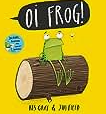 Oi FROG!
KES GRAY & JIM FIELD